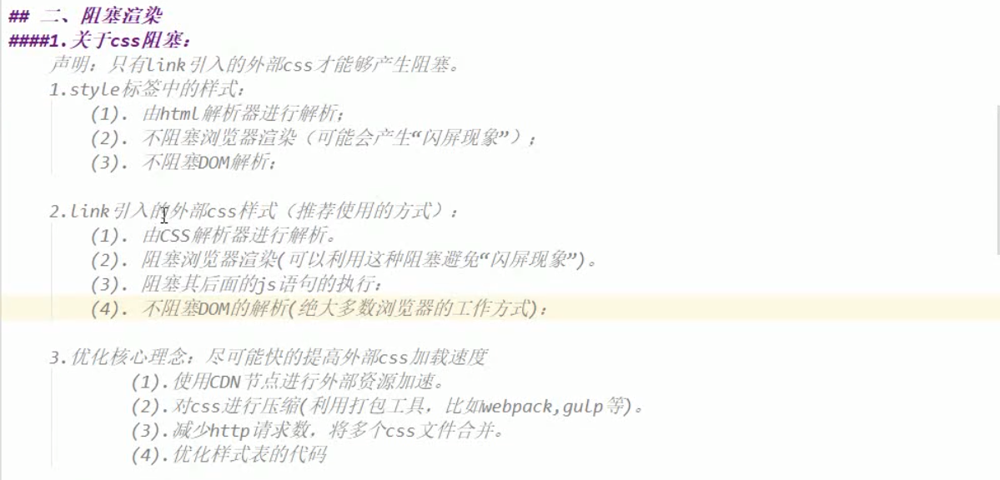 ## 二、阻塞渲染
####1.关于css阻塞：
声明：只有link引入的外部css才能够产生阻塞。
1.style标签中的样式：
(1). 由html解析器进行解析；
(2). 不阻塞浏览器渲染（可能会产生“闪屏现象”）；
(3). 不阻塞DOM解析；
2.link引入的外部css样式（推荐使用的方式）：
(1). 由CSS解析器进行解析。
(2). 阻塞浏览器渲染(可以利用这种阻塞避免“闪屏现象”)。
(3). 阻塞其后面的js语句的执行：
(4). 不阻塞DOM的解析(绝大多数浏览器的工作方式)：
3.优化核心理念：尽可能快的提高外部css加载速度
(1).使用CDN节点进行外部资源加速。
(2).对css进行压缩(利用打包工具，比如webpack,gulp等)。
(3).减少http请求数，将多个css文件合并。
(4).优化样式表的代码